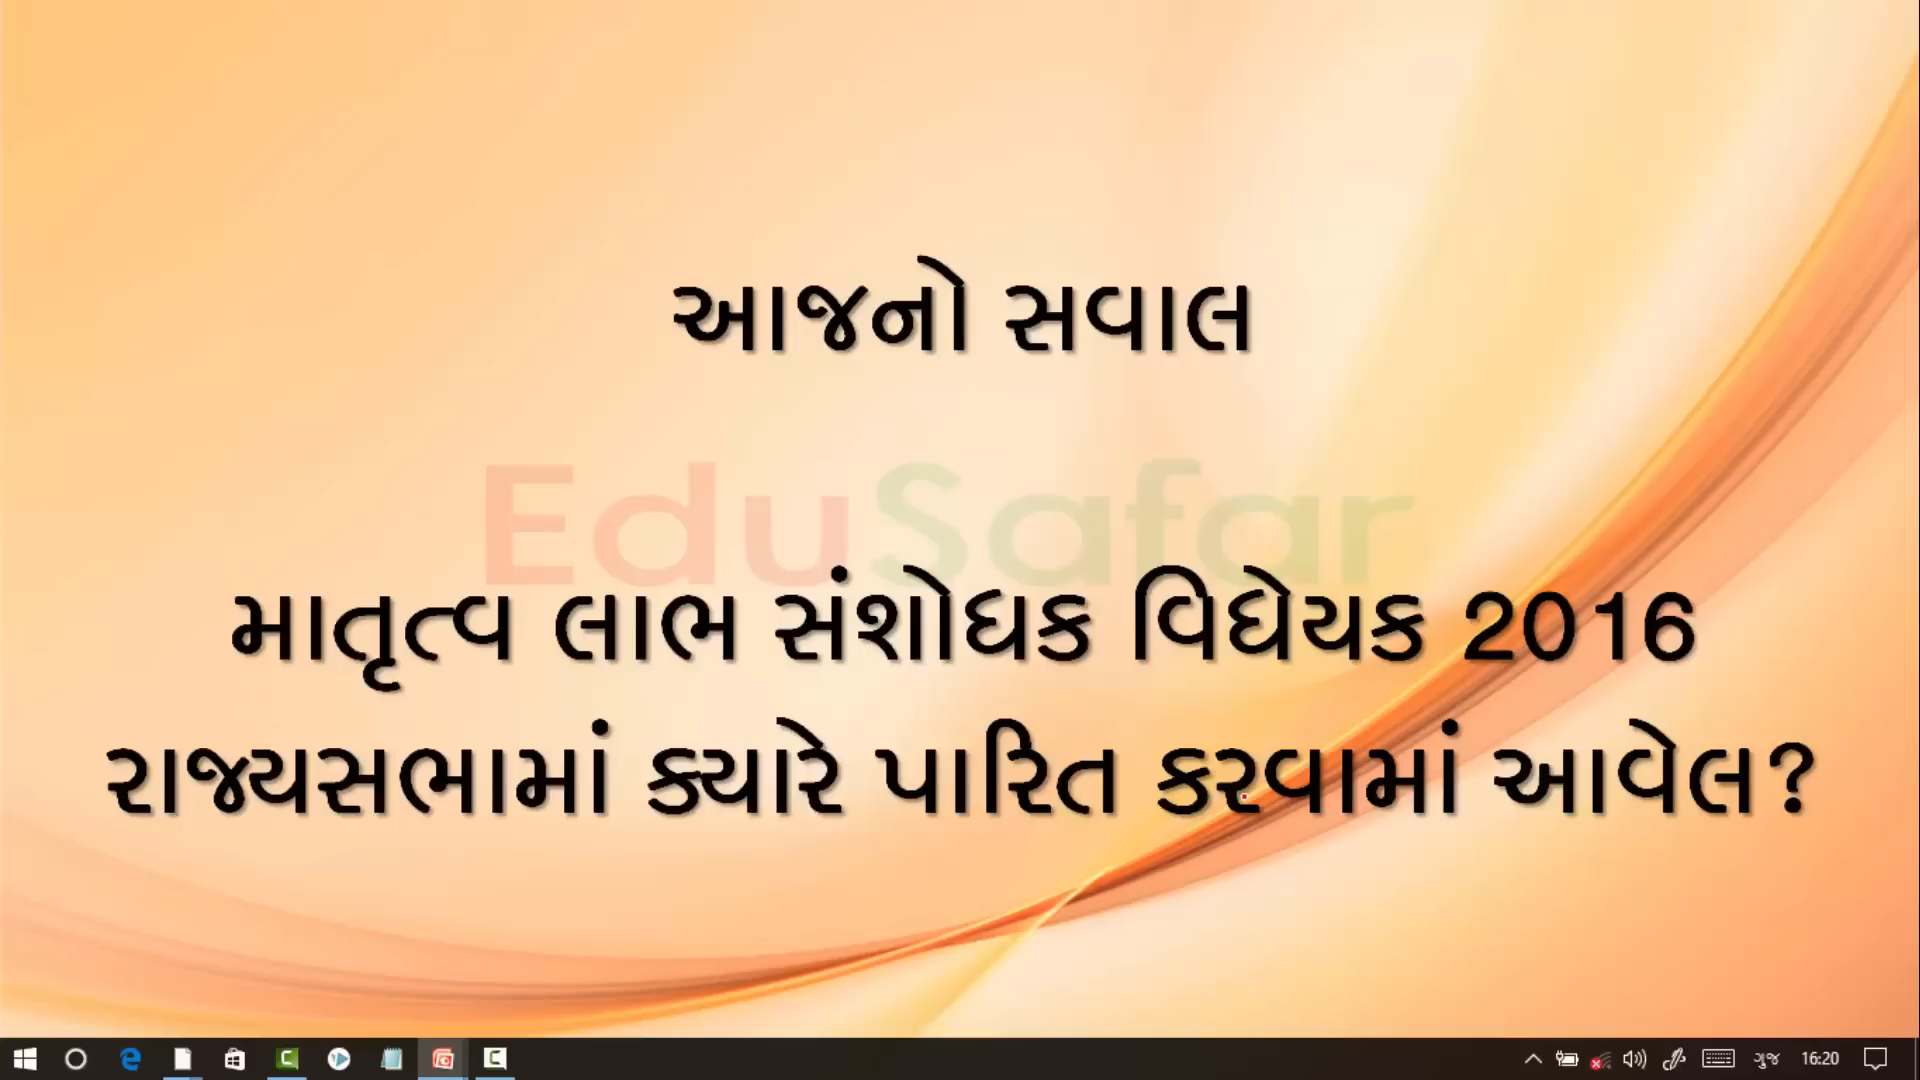 આજનો સવાલ
EduSafar
માતૃત્વ લાભ સંશોધક વિધેયક 2016
રાજ્યસભામાં ક્યારે પારિત કરવામાં આવેલ?
ગુજ 16:20